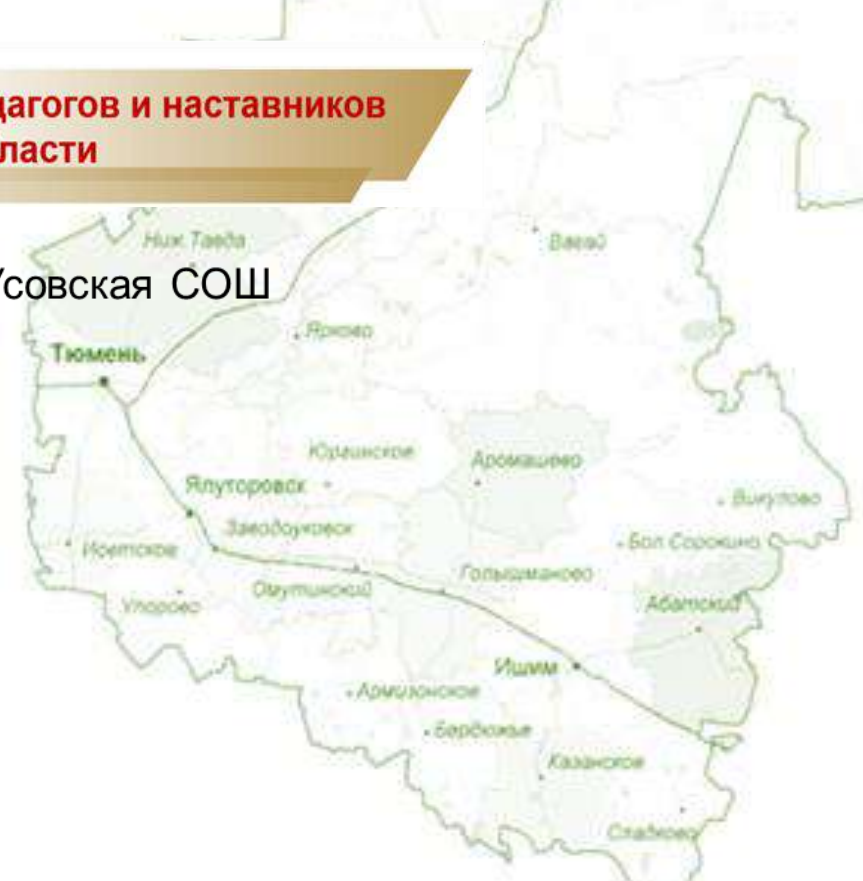 дагогов и наставников
ласти
Ниж.Тавда
Вагай
Усовская СОШ
Ярково
Тюмень
Юргинское
Аромашево
Ялуторовск
Викулово
Заводоуковск
Бол.Сорокино
Исетское
Голышманово
Омутинский
Абатский
Упорово
Ишим
Армизонское
Бердюжье
Казанское
Сладково